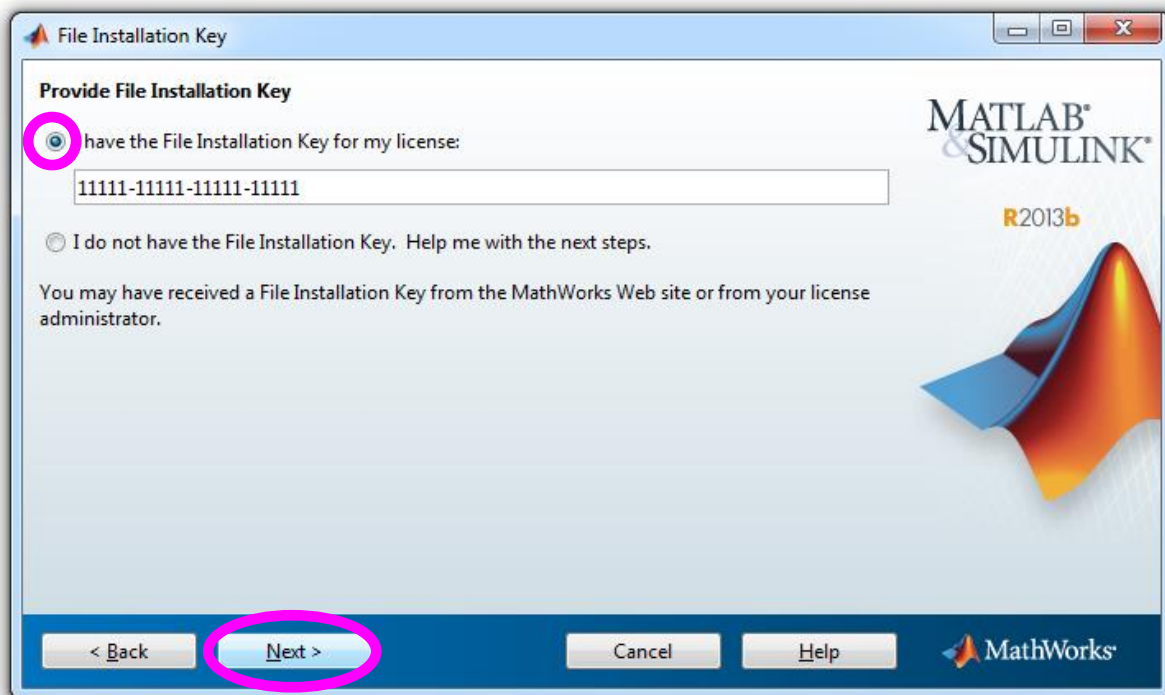 File Installation Key
Provide File Installation Key
have the File Installation Key for my license:
11111-11111-11111-11111
I do not have the File Installation Key. Help me with the next steps.
You may have received a File Installation Key from the MathWorks Web site or from your license
administrator.
MATLAB®
&SIMULINK®
R2013b
< Back
Next >
Cancel
Help
MathWorks®